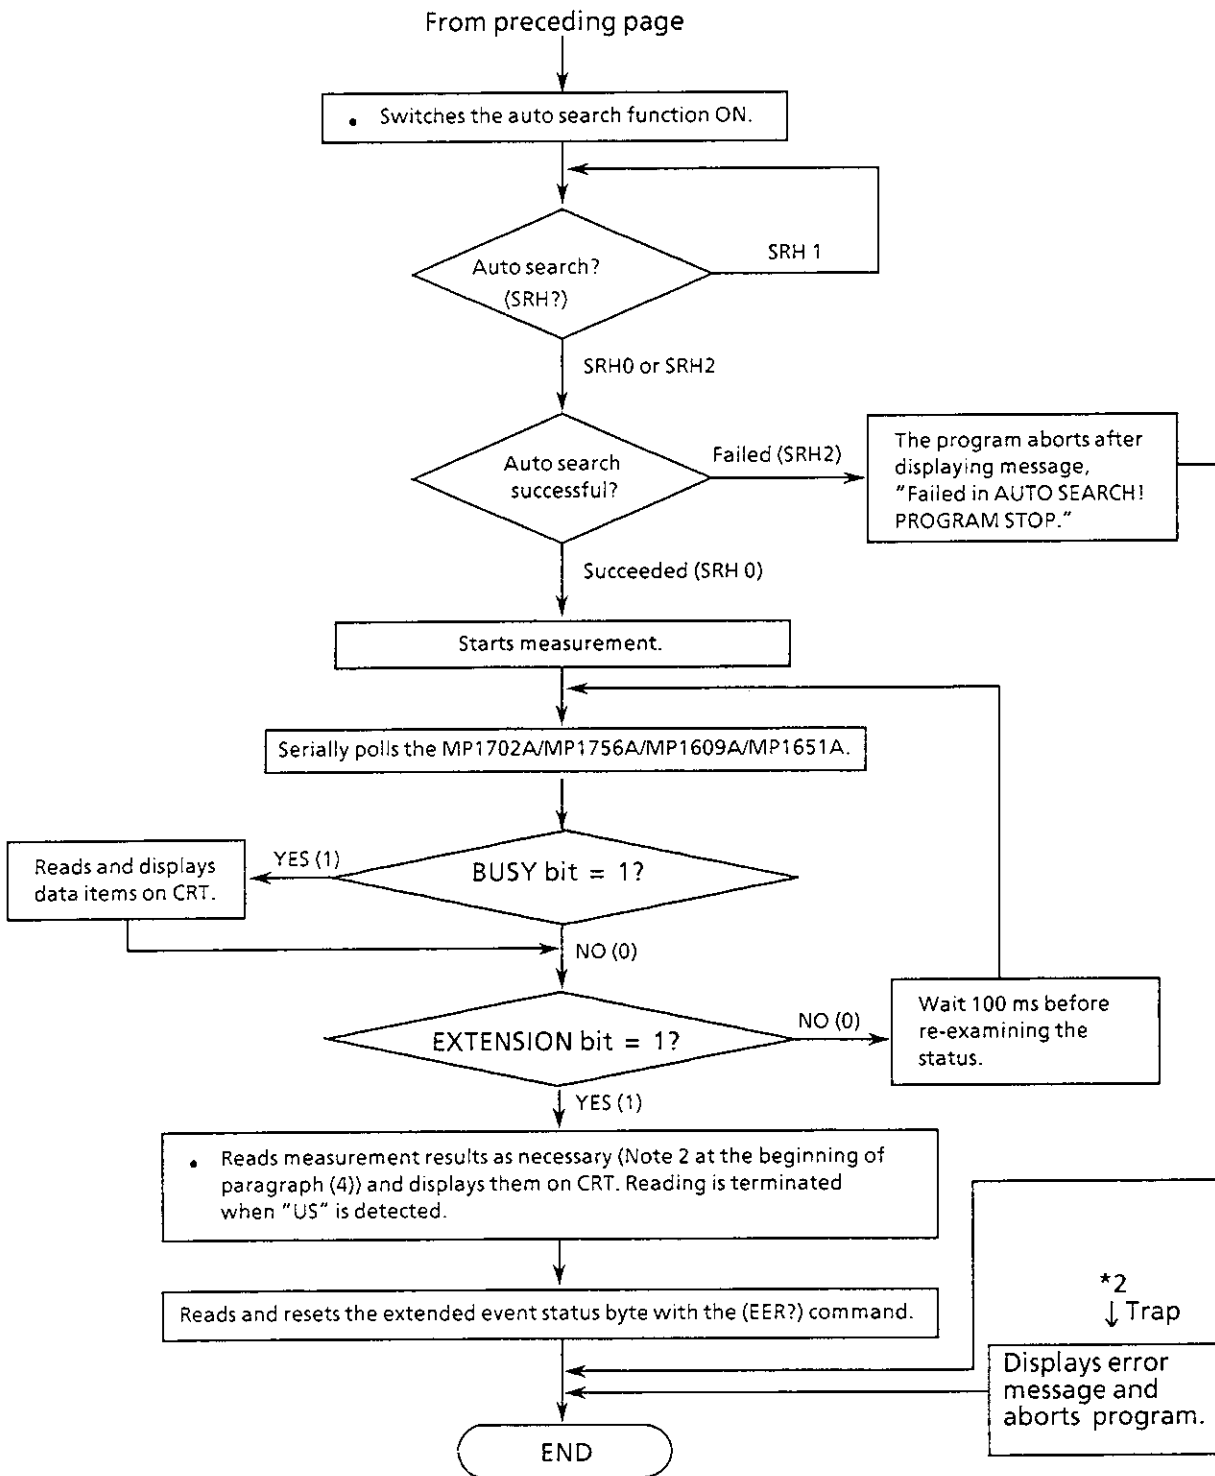 From preceding page
• Switches the auto search function ON.
SRH 1
Auto search?
(SRH?)
SRH0 or SRH2
Auto search
successful?
Failed (SRH2)
The program aborts after
displaying message,
"Failed in AUTO SEARCH!
PROGRAM STOP."
Succeeded (SRH 0)
Starts measurement.
Serially polls the MP1702A/MP1756A/MP1609A/MP1651A.
BUSY bit = 1?
YES (1)
Reads and displays
data items on CRT.
NO (0)
EXTENSION bit = 1?
NO (0)
Wait 100 ms before
re-examining the
status.
YES (1)
• Reads measurement results as necessary (Note 2 at the beginning of
paragraph (4)) and displays them on CRT. Reading is terminated
when "US" is detected.
Reads and resets the extended event status byte with the (EER?) command.
*2
↓ Trap
Displays error
message and
aborts program.
END